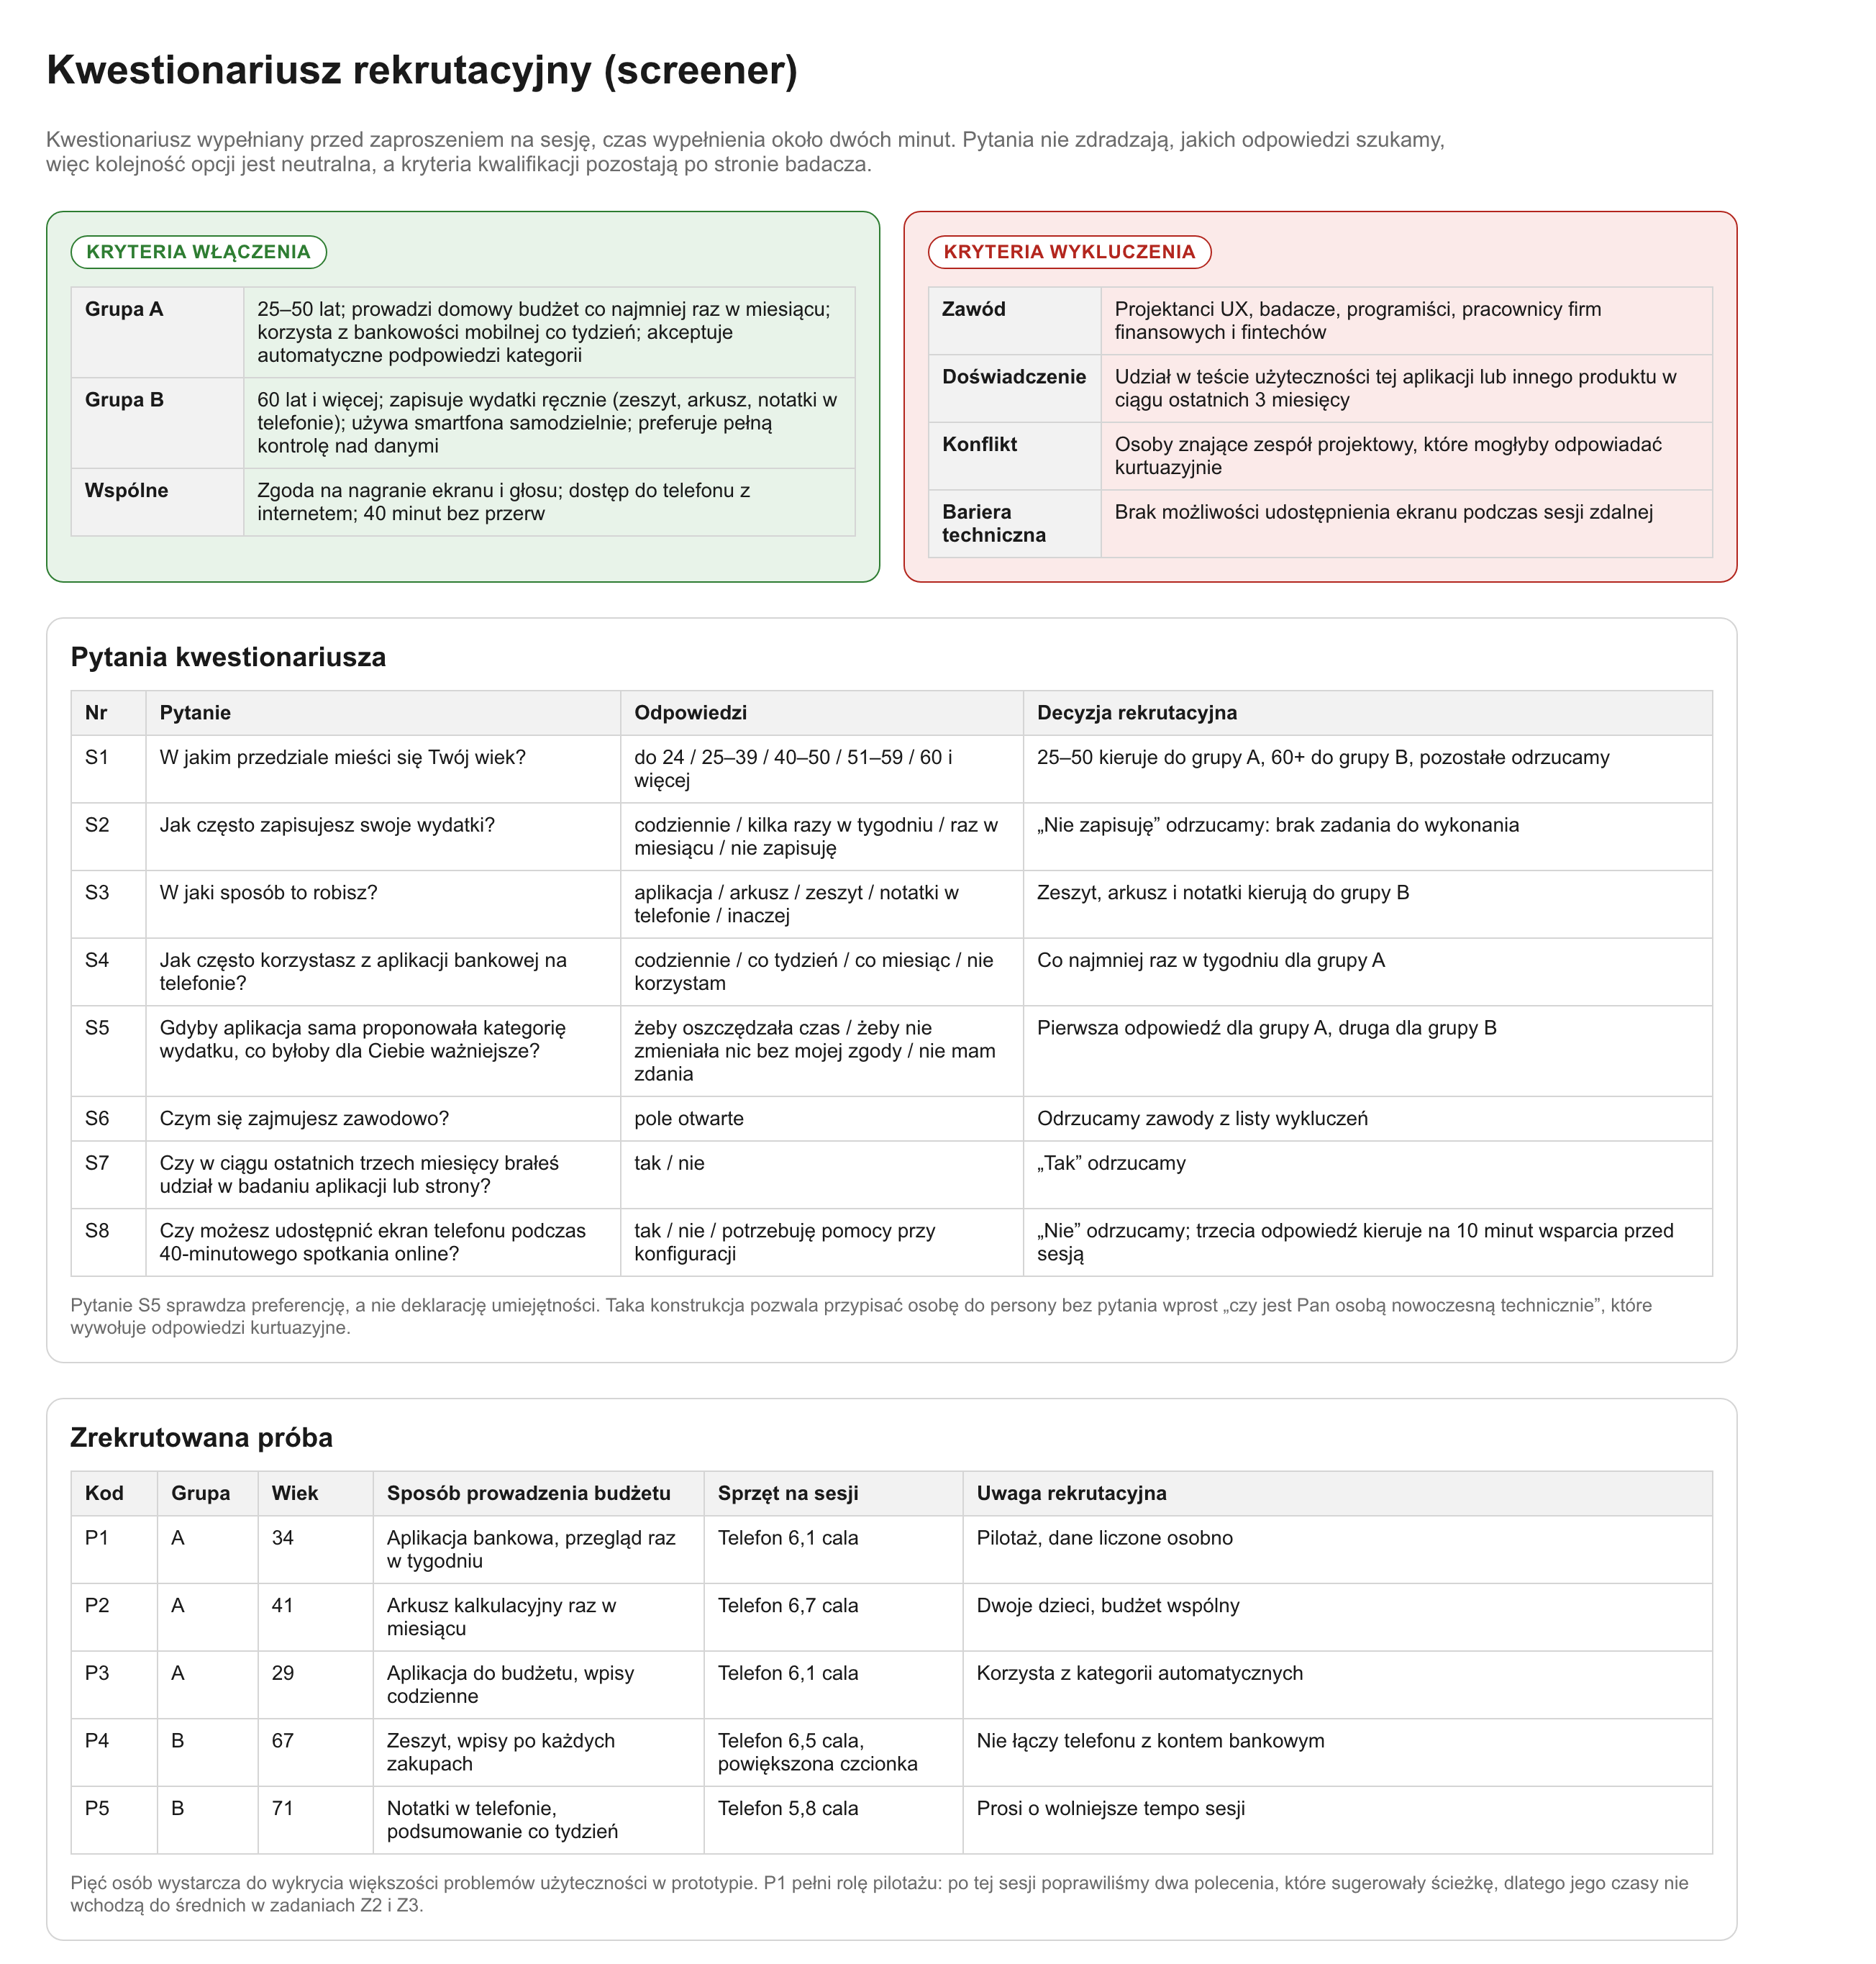 Kwestionariusz rekrutacyjny (screener)
Kwestionariusz wypełniany przed zaproszeniem na sesję, czas wypełnienia około dwóch minut. Pytania nie zdradzają, jakich odpowiedzi szukamy,
więc kolejność opcji jest neutralna, a kryteria kwalifikacji pozostają po stronie badacza.
KRYTERIA WŁĄCZENIA
Grupa A
25–50 lat; prowadzi domowy budżet co najmniej raz w miesiącu;
korzysta z bankowości mobilnej co tydzień; akceptuje
automatyczne podpowiedzi kategorii
Grupa B
60 lat i więcej; zapisuje wydatki ręcznie (zeszyt, arkusz, notatki w
telefonie); używa smartfona samodzielnie; preferuje pełną
kontrolę nad danymi
Wspólne
Zgoda na nagranie ekranu i głosu; dostęp do telefonu z
internetem; 40 minut bez przerw
KRYTERIA WYKLUCZENIA
Zawód
Projektanci UX, badacze, programiści, pracownicy firm
finansowych i fintechów
Doświadczenie
Udział w teście użyteczności tej aplikacji lub innego produktu w
ciągu ostatnich 3 miesięcy
Konflikt
Osoby znające zespół projektowy, które mogłyby odpowiadać
kurtuazyjnie
Bariera
techniczna
Brak możliwości udostępnienia ekranu podczas sesji zdalnej
Pytania kwestionariusza
Nr Pytanie Odpowiedzi Decyzja rekrutacyjna
S1
W jakim przedziale mieści się Twój wiek?
do 24 / 25–39 / 40–50 / 51–59 / 60 i
więcej
25–50 kieruje do grupy A, 60+ do grupy B, pozostałe odrzucamy
S2
Jak często zapisujesz swoje wydatki?
codziennie / kilka razy w tygodniu / raz w
miesiącu / nie zapisuję
„Nie zapisuję” odrzucamy: brak zadania do wykonania
S3
W jaki sposób to robisz?
aplikacja / arkusz / zeszyt / notatki w
telefonie / inaczej
Zeszyt, arkusz i notatki kierują do grupy B
S4
Jak często korzystasz z aplikacji bankowej na
telefonie?
codziennie / co tydzień / co miesiąc / nie
korzystam
Co najmniej raz w tygodniu dla grupy A
S5
Gdyby aplikacja sama proponowała kategorię
wydatku, co byłoby dla Ciebie ważniejsze?
żeby oszczędzała czas / żeby nie
zmieniała nic bez mojej zgody / nie mam
zdania
Pierwsza odpowiedź dla grupy A, druga dla grupy B
S6
Czym się zajmujesz zawodowo?
pole otwarte
Odrzucamy zawody z listy wykluczeń
S7
Czy w ciągu ostatnich trzech miesięcy brałeś
udział w badaniu aplikacji lub strony?
tak / nie
„Tak” odrzucamy
S8
Czy możesz udostępnić ekran telefonu podczas
40-minutowego spotkania online?
tak / nie / potrzebuję pomocy przy
konfiguracji
„Nie” odrzucamy; trzecia odpowiedź kieruje na 10 minut wsparcia przed
sesją
Pytanie S5 sprawdza preferencję, a nie deklarację umiejętności. Taka konstrukcja pozwala przypisać osobę do persony bez pytania wprost „czy jest Pan osobą nowoczesną technicznie”, które
wywołuje odpowiedzi kurtuazyjne.
Zrekrutowana próba
Kod Grupa Wiek Sposób prowadzenia budżetu Sprzęt na sesji Uwaga rekrutacyjna
P1
A
34
Aplikacja bankowa, przegląd raz
w tygodniu
Telefon 6,1 cala
Pilotaż, dane liczone osobno
P2
A
41
Arkusz kalkulacyjny raz w
miesiącu
Telefon 6,7 cala
Dwoje dzieci, budżet wspólny
P3
A
29
Aplikacja do budżetu, wpisy
codzienne
Telefon 6,1 cala
Korzysta z kategorii automatycznych
P4
B
67
Zeszyt, wpisy po każdych
zakupach
Telefon 6,5 cala,
powiększona czcionka
Nie łączy telefonu z kontem bankowym
P5
B
71
Notatki w telefonie,
podsumowanie co tydzień
Telefon 5,8 cala
Prosi o wolniejsze tempo sesji
Pięć osób wystarcza do wykrycia większości problemów użyteczności w prototypie. P1 pełni rolę pilotażu: po tej sesji poprawiliśmy dwa polecenia, które sugerowały ścieżkę, dlatego jego czasy nie
wchodzą do średnich w zadaniach Z2 i Z3.